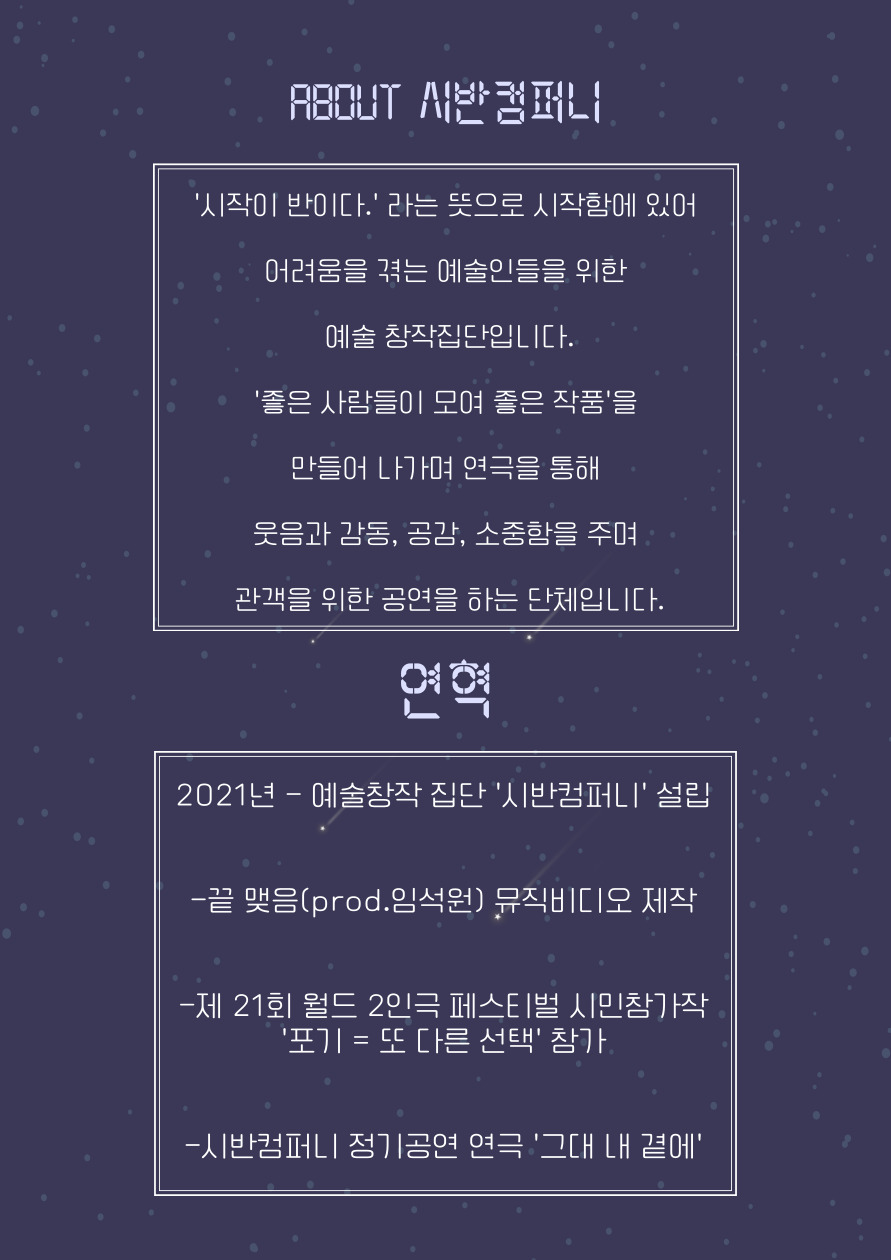 ABOUT 시반컴퍼니
'시작이 반이다.' 라는 뜻으로 시작함에 있어
어려움을 겪는 예술인들을 위한
예술 창작집단입니다.
'좋은 사람들이 모여 좋은 작품'을
만들어 나가며 연극을 통해
웃음과 감동, 공감, 소중함을 주며
관객을 위한 공연을 하는 단체입니다.
연혁
2021년 - 예술창작 집단 '시반컴퍼니' 설립
-끝 맺음(prod.임석원) 뮤직비디오 제작
-제 21회 월드 2인극 페스티벌 시민참가작
'포기 = 또 다른 선택' 참가
-시반컴퍼니 정기공연 연극 '그대 내 곁에'